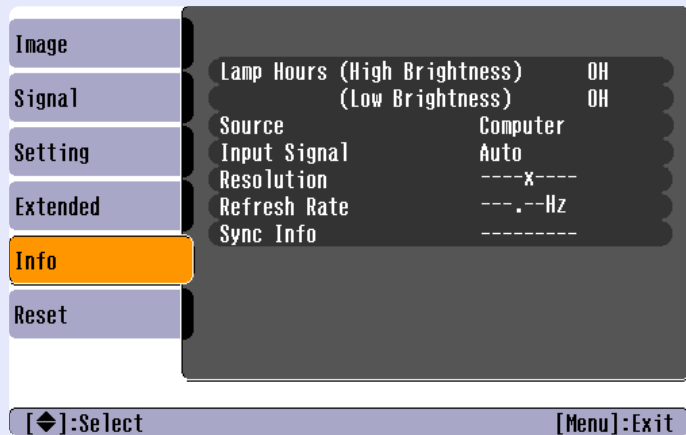 Image
Signal
Setting
Extended
Info
Reset
Lamp Hours (High Brightness) 0H
(Low Brightness) 0H
Source Computer
Input Signal Auto
Resolution ----x----
Refresh Rate ---.--Hz
Sync Info ---------
[◆]:Select [Menu]:Exit